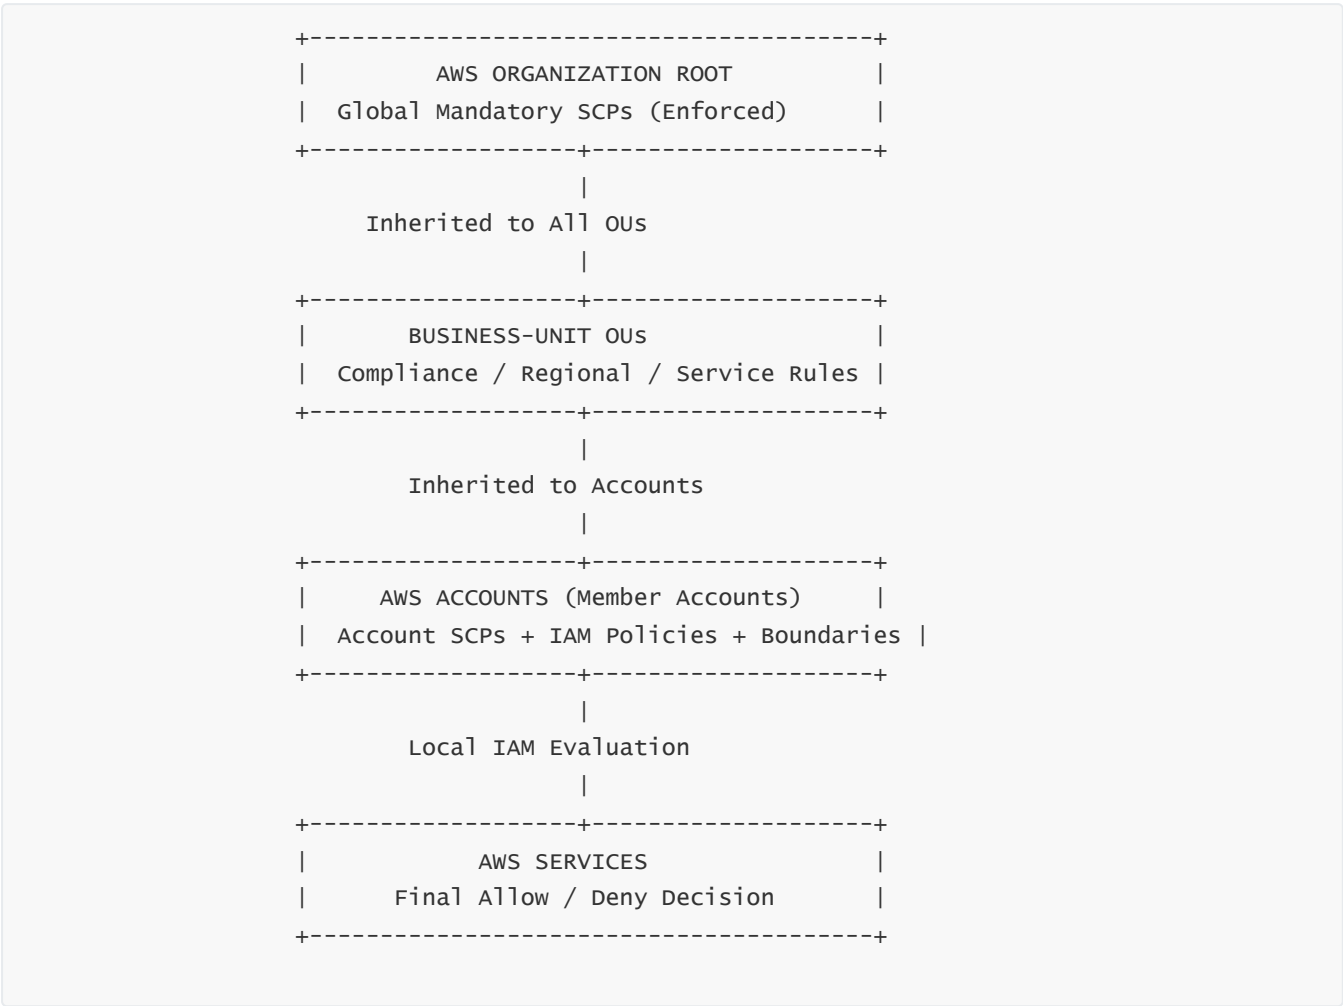 +----------------------------------------+
|         AWS ORGANIZATION ROOT          |
|  Global Mandatory SCPs (Enforced)      |
+-------------------+--------------------+
                    |
     Inherited to All OUs
                    |
+-------------------+--------------------+
|       BUSINESS-UNIT OUs                |
|  Compliance / Regional / Service Rules |
+-------------------+--------------------+
                    |
        Inherited to Accounts
                    |
+-------------------+--------------------+
|     AWS ACCOUNTS (Member Accounts)     |
|  Account SCPs + IAM Policies + Boundaries |
+-------------------+--------------------+
                    |
        Local IAM Evaluation
                    |
+-------------------+--------------------+
|            AWS SERVICES                |
|      Final Allow / Deny Decision       |
+----------------------------------------+